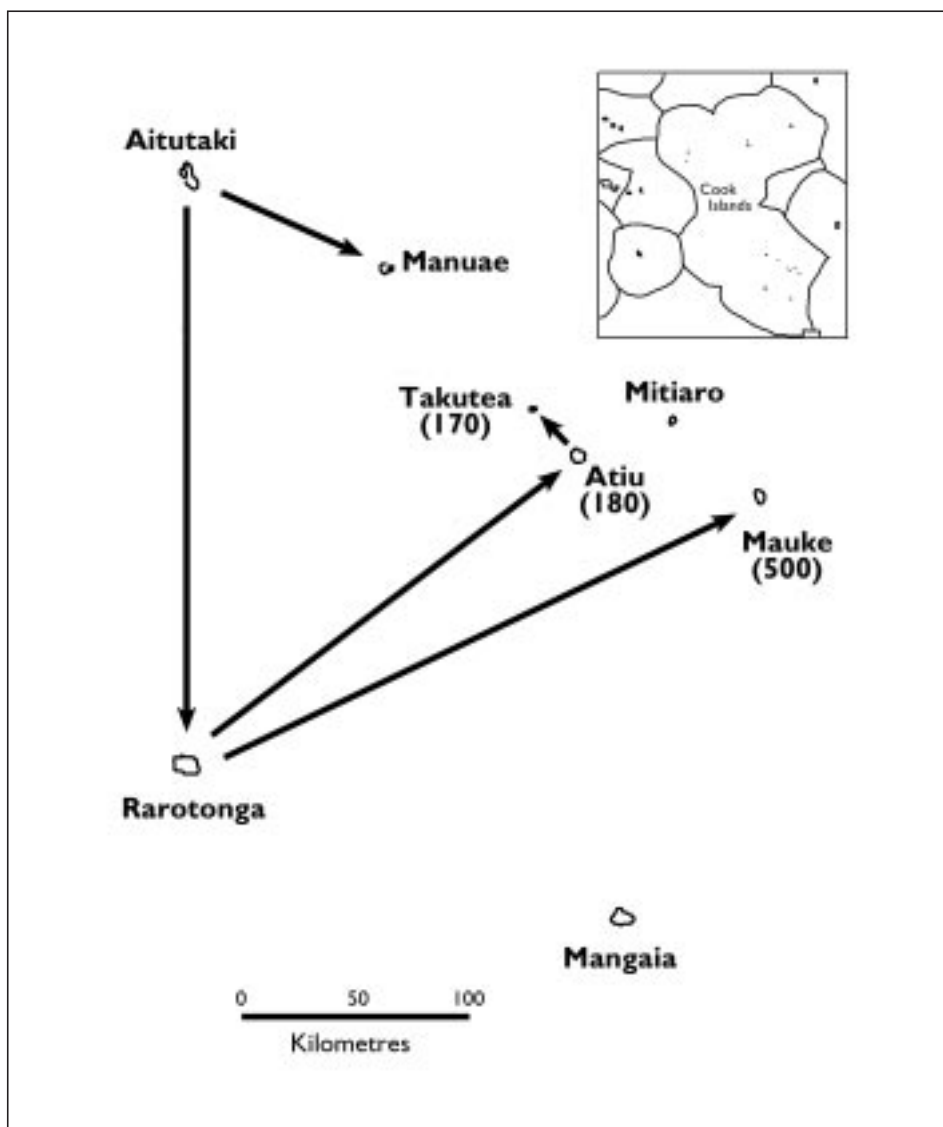 Aitutaki
Cook
Islands
Manuae
Takutea
(170)
Mitiaro
Atiu
(180)
Mauke
(500)
Rarotonga
Mangaia
0 50 100
Kilometres